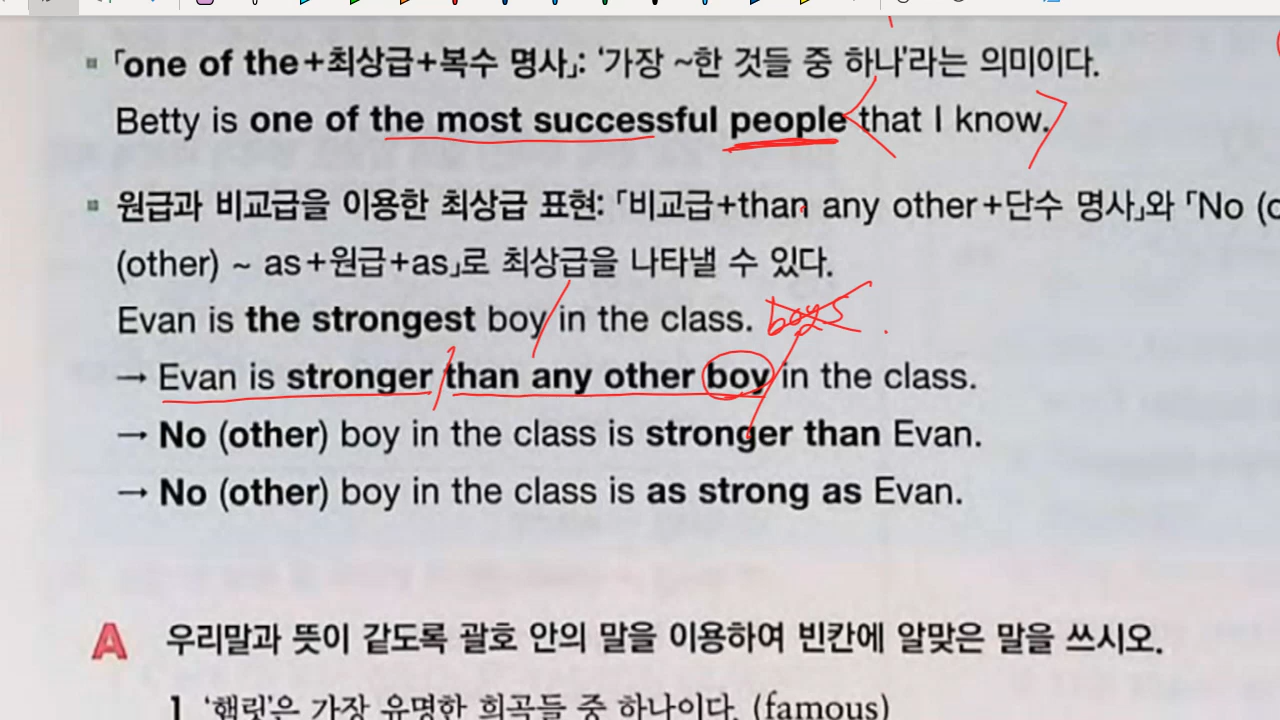 「one of the+최상급+복수 명사」: ‘가장 ~한 것들 중 하나’라는 의미이다.
Betty is one of the most successful people that I know.
원급과 비교급을 이용한 최상급 표현: 「비교급+than any other+단수 명사」와 「No
(other) ~ as+원급+as」로 최상급을 나타낼 수 있다.
Evan is the strongest boy in the class. boys
→ Evan is stronger than any other boy in the class.
→ No (other) boy in the class is stronger than Evan.
→ No (other) boy in the class is as strong as Evan.
A 우리말과 뜻이 같도록 괄호 안의 말을 이용하여 빈칸에 알맞은 말을 쓰시오.
1 ‘햄릿’은 가장 유명한 희곡들 중 하나이다. (famous)